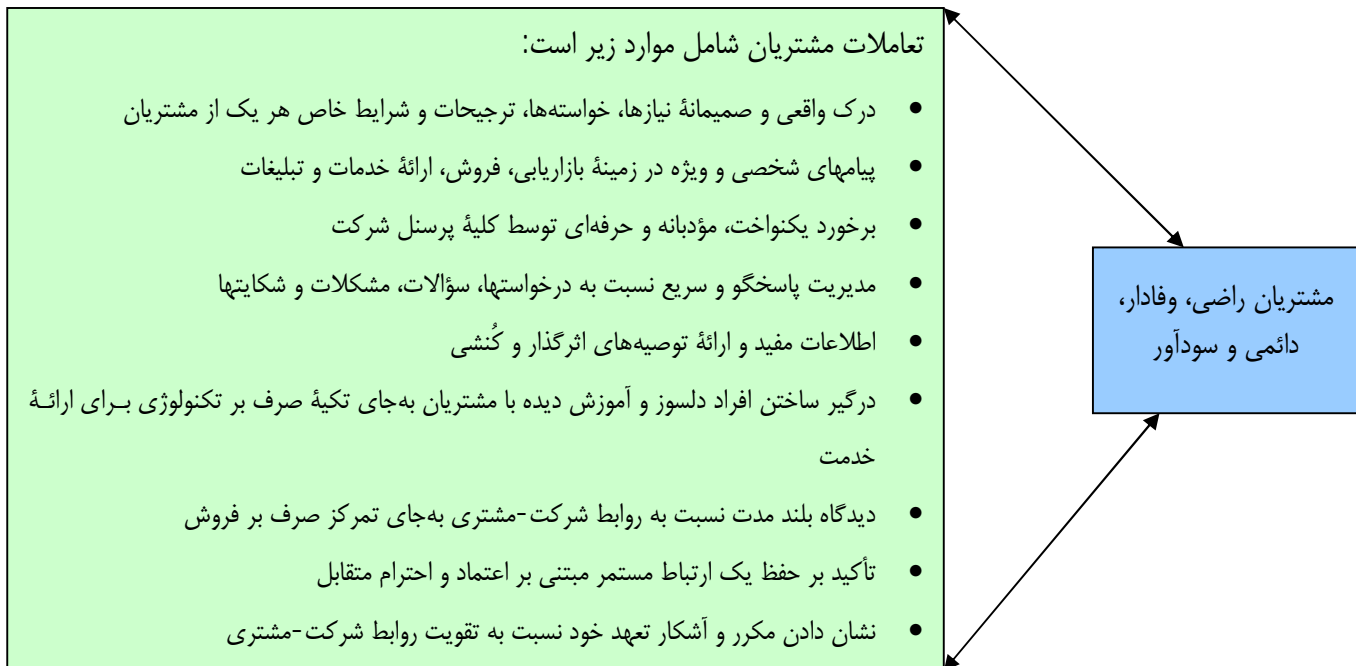 تعاملات مشتریان شامل موارد زیر است:
• درک واقعی و صمیمانهٔ نیازها، خواسته‌ها، ترجیحات و شرایط خاص هر یک از مشتریان
• پیامهای شخصی و ویژه در زمینهٔ بازاریابی، فروش، ارائهٔ خدمات و تبلیغات
• برخورد یکنواخت، مؤدبانه و حرفه‌ای توسط کلیهٔ پرسنل شرکت
• مدیریت پاسخگو و سریع نسبت به درخواستها، سؤالات، مشکلات و شکایتها
• اطلاعات مفید و ارائهٔ توصیه‌های اثرگذار و کُنشی
• درگیر ساختن افراد دلسوز و آموزش دیده با مشتریان به‌جای تکیهٔ صرف بر تکنولوژی بـرای ارائـهٔ
خدمت
• دیدگاه بلند مدت نسبت به روابط شرکت-مشتری به‌جای تمرکز صرف بر فروش
• تأکید بر حفظ یک ارتباط مستمر مبتنی بر اعتماد و احترام متقابل
• نشان دادن مکرر و آشکار تعهد خود نسبت به تقویت روابط شرکت-مشتری
مشتریان راضی، وفادار،
دائمی و سودآور